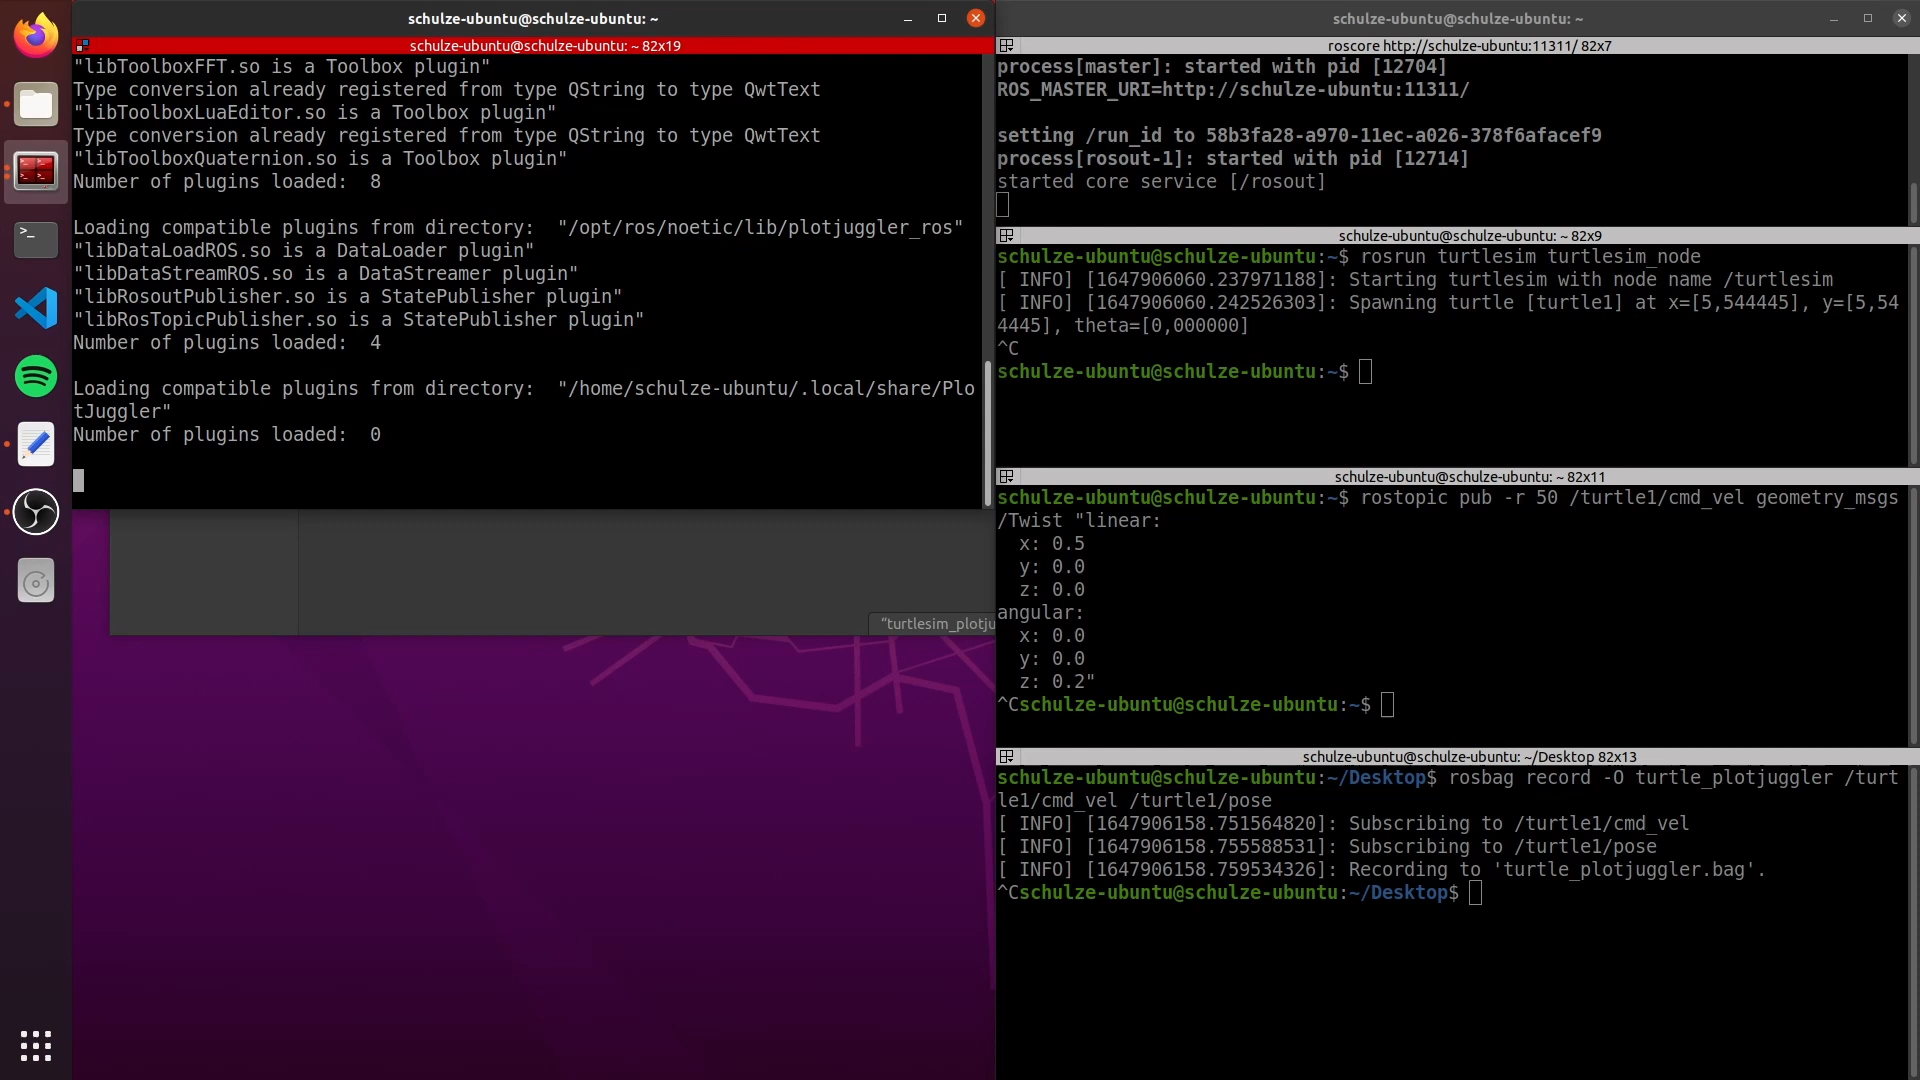 schulze-ubuntu@schulze-ubuntu: ~
schulze-ubuntu@schulze-ubuntu: ~ 82x19
"libToolboxFFT.so is a Toolbox plugin"
Type conversion already registered from type QString to type QwtText
"libToolboxLuaEditor.so is a Toolbox plugin"
Type conversion already registered from type QString to type QwtText
"libToolboxQuaternion.so is a Toolbox plugin"
Number of plugins loaded:  8
Loading compatible plugins from directory:  "/opt/ros/noetic/lib/plotjuggler_ros"
"libDataLoadROS.so is a DataLoader plugin"
"libDataStreamROS.so is a DataStreamer plugin"
"libRosoutPublisher.so is a StatePublisher plugin"
"libRosTopicPublisher.so is a StatePublisher plugin"
Number of plugins loaded:  4
Loading compatible plugins from directory:  "/home/schulze-ubuntu/.local/share/Plo
tJuggler"
Number of plugins loaded:  0
"turtlesim_plotju
schulze-ubuntu@schulze-ubuntu: ~
roscore http://schulze-ubuntu:11311/ 82x7
process[master]: started with pid [12704]
ROS_MASTER_URI=http://schulze-ubuntu:11311/
setting /run_id to 58b3fa28-a970-11ec-a026-378f6afacef9
process[rosout-1]: started with pid [12714]
started core service [/rosout]
schulze-ubuntu@schulze-ubuntu: ~ 82x9
schulze-ubuntu@schulze-ubuntu:~$ rosrun turtlesim turtlesim_node
[ INFO] [1647906060.237971188]: Starting turtlesim with node name /turtlesim
[ INFO] [1647906060.242526303]: Spawning turtle [turtle1] at x=[5,544445], y=[5,54
4445], theta=[0,000000]
^C
schulze-ubuntu@schulze-ubuntu:~$
schulze-ubuntu@schulze-ubuntu: ~ 82x11
schulze-ubuntu@schulze-ubuntu:~$ rostopic pub -r 50 /turtle1/cmd_vel geometry_msgs
/Twist "linear:
  x: 0.5
  y: 0.0
  z: 0.0
angular:
  x: 0.0
  y: 0.0
  z: 0.2"
^Cschulze-ubuntu@schulze-ubuntu:~$
schulze-ubuntu@schulze-ubuntu: ~/Desktop 82x13
schulze-ubuntu@schulze-ubuntu:~/Desktop$ rosbag record -O turtle_plotjuggler /turt
le1/cmd_vel /turtle1/pose
[ INFO] [1647906158.751564820]: Subscribing to /turtle1/cmd_vel
[ INFO] [1647906158.755588531]: Subscribing to /turtle1/pose
[ INFO] [1647906158.759534326]: Recording to 'turtle_plotjuggler.bag'.
^Cschulze-ubuntu@schulze-ubuntu:~/Desktop$